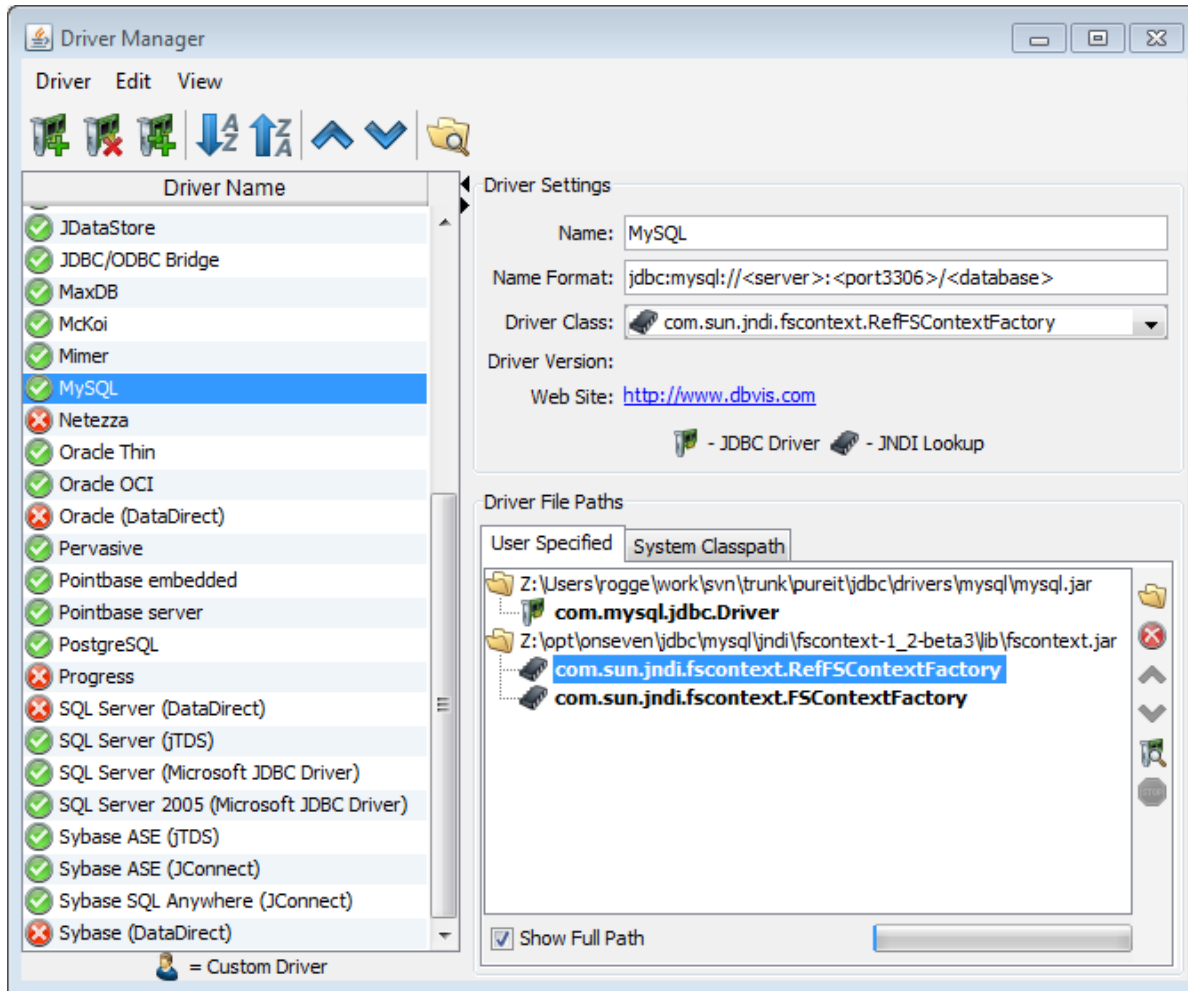 Driver Manager
Driver Edit View
A
Z
Z
A
Driver Name
JDataStore
JDBC/ODBC Bridge
MaxDB
McKoi
Mimer
MySQL
Netezza
Oracle Thin
Oracle OCI
Oracle (DataDirect)
Pervasive
Pointbase embedded
Pointbase server
PostgreSQL
Progress
SQL Server (DataDirect)
SQL Server (jTDS)
SQL Server (Microsoft JDBC Driver)
SQL Server 2005 (Microsoft JDBC Driver)
Sybase ASE (jTDS)
Sybase ASE (JConnect)
Sybase SQL Anywhere (JConnect)
Sybase (DataDirect)
= Custom Driver
Driver Settings
Name: MySQL
Name Format: jdbc:mysql://<server>:<port3306>/<database>
Driver Class: com.sun.jndi.fscontext.RefFSContextFactory
Driver Version:
Web Site: http://www.dbvis.com
- JDBC Driver - JNDI Lookup
Driver File Paths
User Specified System Classpath
Z:\Users\rogge\work\svn\trunk\pureit\jdbc\drivers\mysql\mysql.jar
com.mysql.jdbc.Driver
Z:\opt\onseven\jdbc\mysql\jndi\fscontext-1_2-beta3\lib\fscontext.jar
com.sun.jndi.fscontext.RefFSContextFactory
com.sun.jndi.fscontext.FSContextFactory
STOP
Show Full Path